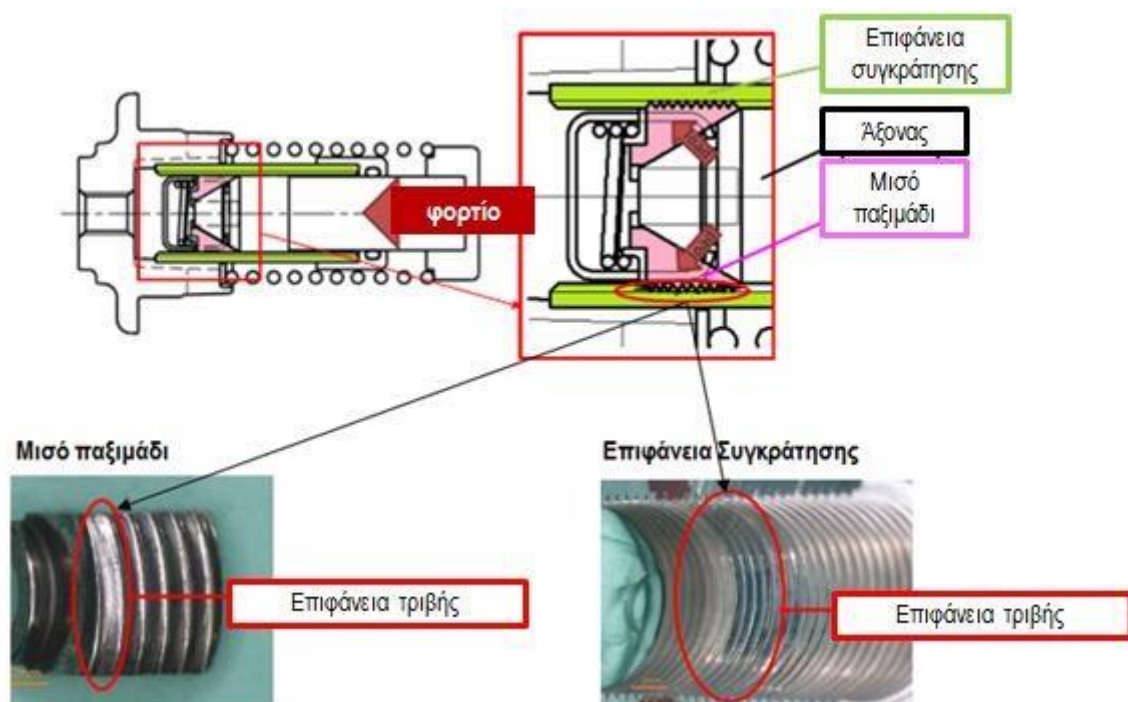 Επιφάνεια
συγκράτησης
Άξονας
Μισό
παξιμάδι
φορτίο
Μισό παξιμάδι
Επιφάνεια Συγκράτησης
Επιφάνεια τριβής
Επιφάνεια τριβής